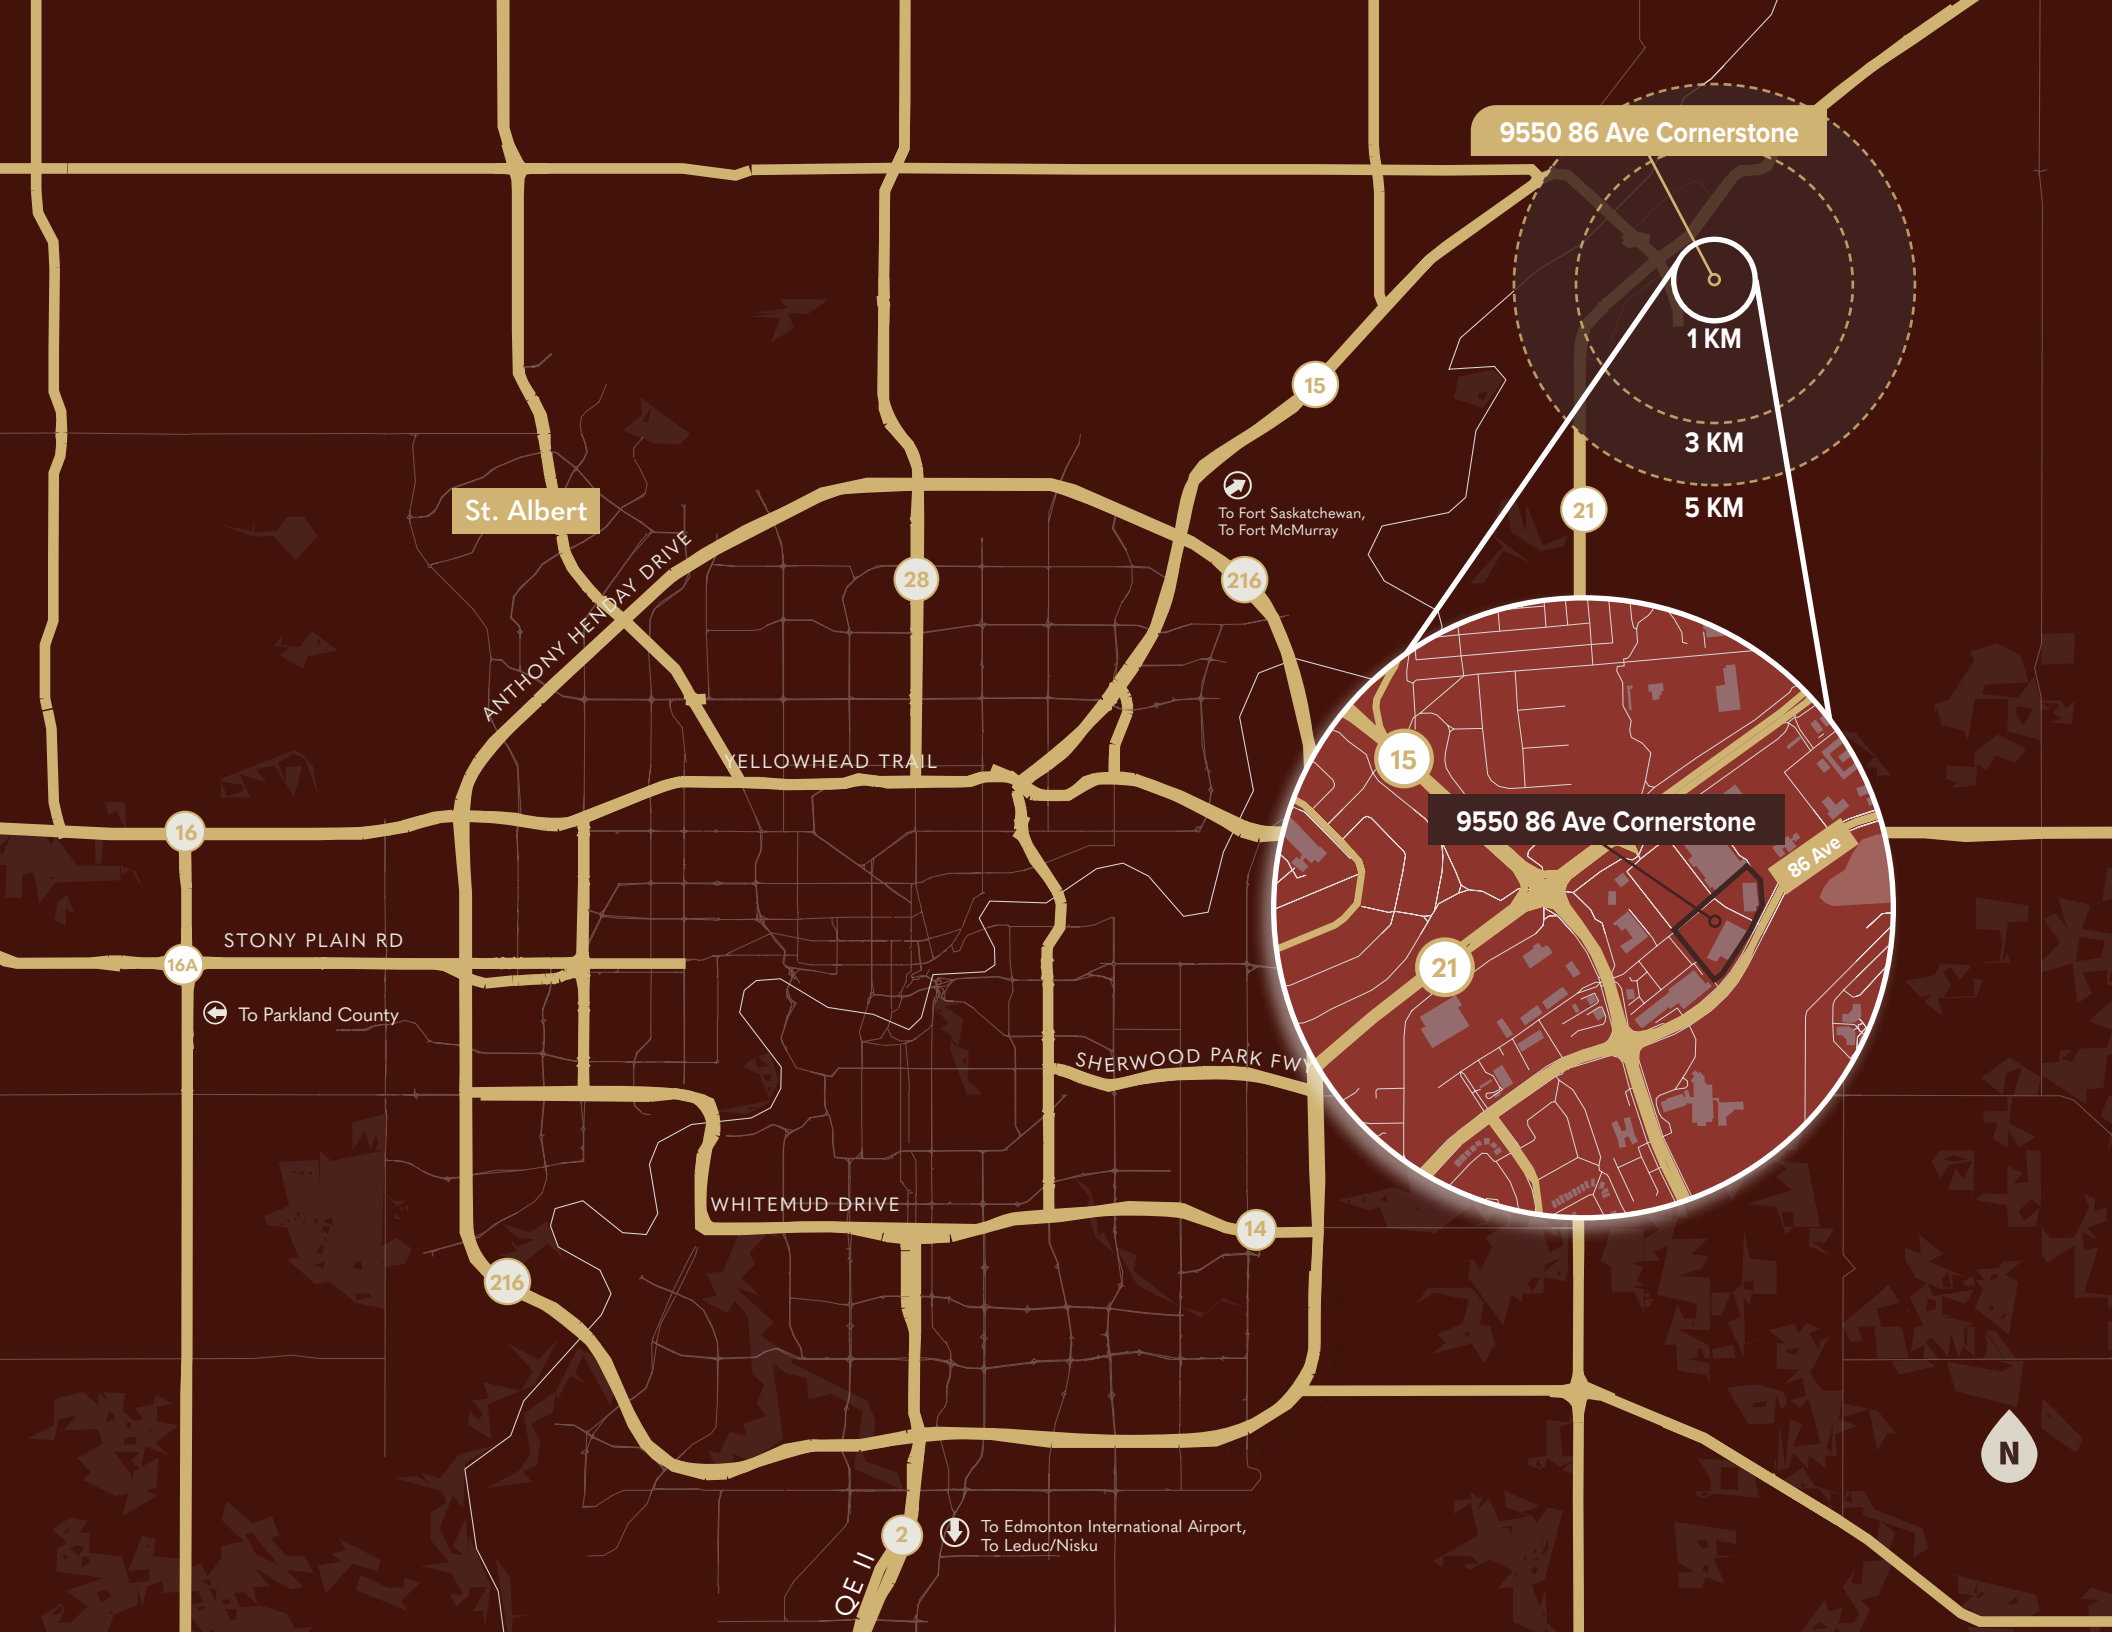 9550 86 Ave Cornerstone
1 KM
15
3 KM
St. Albert
To Fort Saskatchewan,
To Fort McMurray
21
5 KM
ANTHONY HENDAY DRIVE
28
216
YELLOWHEAD TRAIL
15
16
9550 86 Ave Cornerstone
86 Ave
STONY PLAIN RD
16A
21
To Parkland County
SHERWOOD PARK FWY
WHITEMUD DRIVE
14
216
N
2
To Edmonton International Airport,
To Leduc/Nisku
QE II